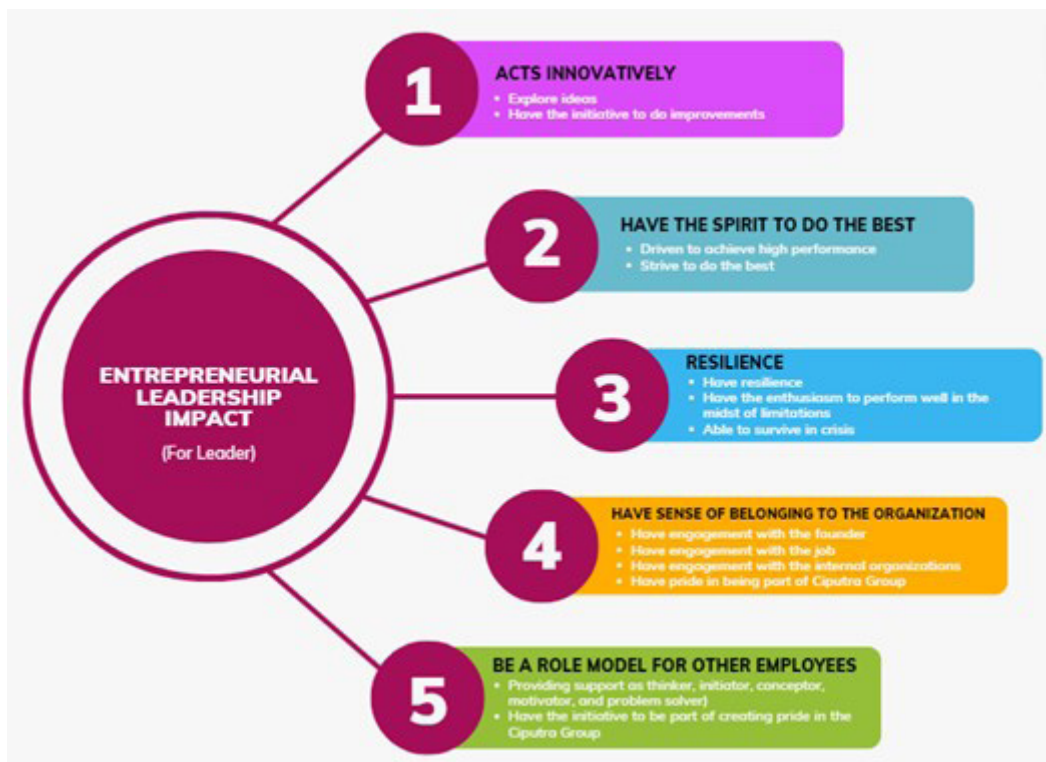 ENTREPRENEURIAL
LEADERSHIP
IMPACT
(For Leader)
1
ACTS INNOVATIVELY
• Explore ideas
• Have the initiative to do improvements
2
HAVE THE SPIRIT TO DO THE BEST
• Driven to achieve high performance
• Strive to do the best
3
RESILIENCE
• Have resilience
• Have the enthusiasm to perform well in the
midst of limitations
• Able to survive in crisis
4
HAVE SENSE OF BELONGING TO THE ORGANIZATION
• Have engagement with the founder
• Have engagement with the job
• Have engagement with the internal organizations
• Have pride in being part of Ciputra Group
5
BE A ROLE MODEL FOR OTHER EMPLOYEES
• Providing support as thinker, initiator, conceptor,
motivator, and problem solver)
• Have the initiative to be part of creating pride in the
Ciputra Group